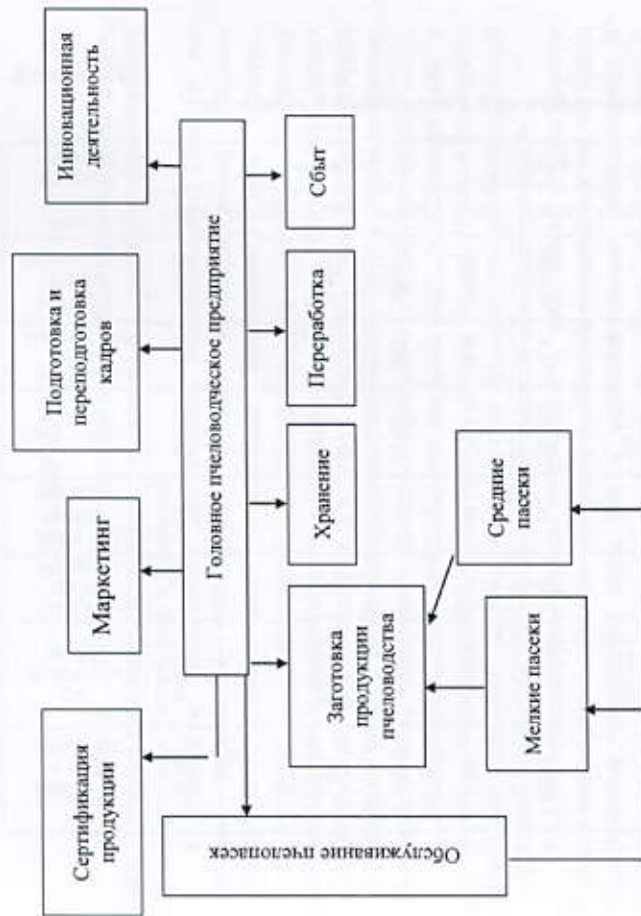 Сертификация
продукции
Маркетинг
Подготовка и
переподготовка
кадров
Инновационная
деятельность
Головное пчеловодческое предприятие
Обслуживание пчелопасек
Заготовка
продукции
пчеловодства
Хранение
Переработка
Сбыт
Мелкие пасеки
Средние
пасеки